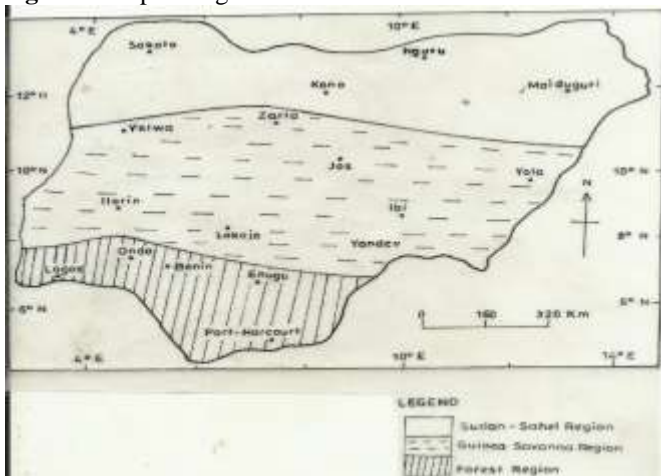 4° E
10° E
Sokoto
Nguru
Kano
Maiduguri
12° N
Zaria
Yelwa
10° N
Jos
Yola
10° N
N
Ilorin
Ibi
Lokoja
Yandev
8° N
Ondo
Benin
Lagos
Enugu
6° N
6° N
Port-Harcourt
0 160 320 Km
4° E
10° E
14° E
LEGEND
Sudan - Sahel Region
Guinea Savanna Region
Forest Region